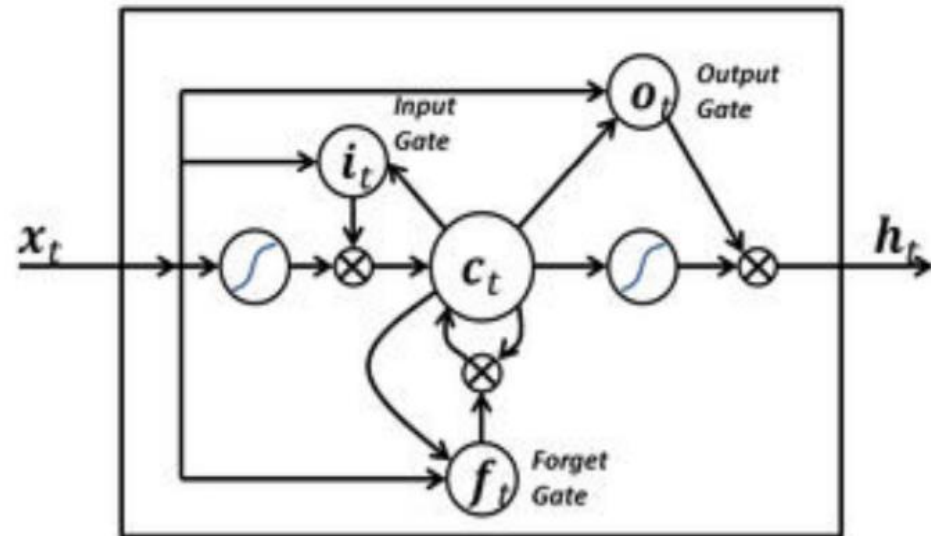 o_t
Output
Gate
Input
Gate
i_t
x_t
c_t
h_t
f_t
Forget
Gate